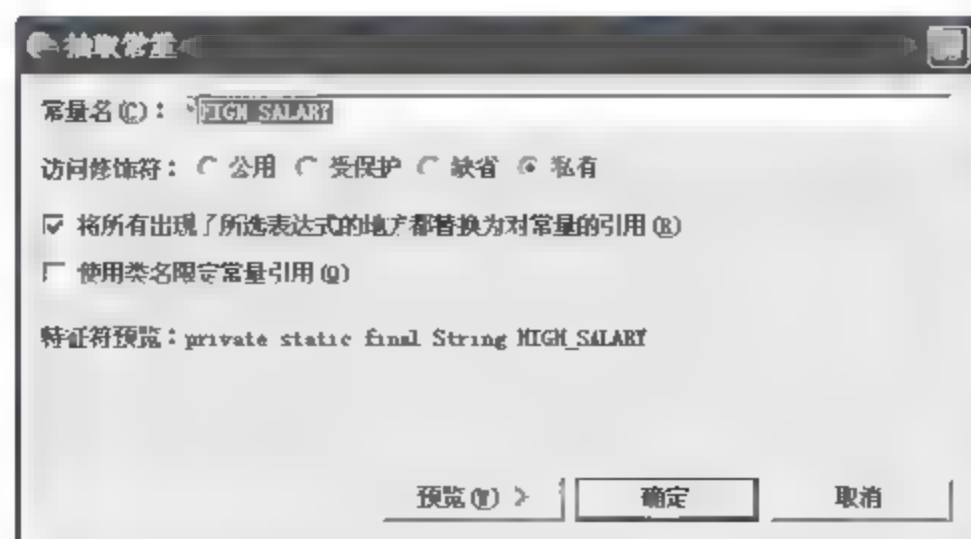 抽取常量
常量名(C)： HIGH_SALARY
访问修饰符： 公用 受保护 缺省 私有
将所有出现了所选表达式的地方都替换为对常量的引用(R)
使用类名限定常量引用(Q)
特征符预览：private static final String HIGH_SALARY
预览(W) > 确定 取消